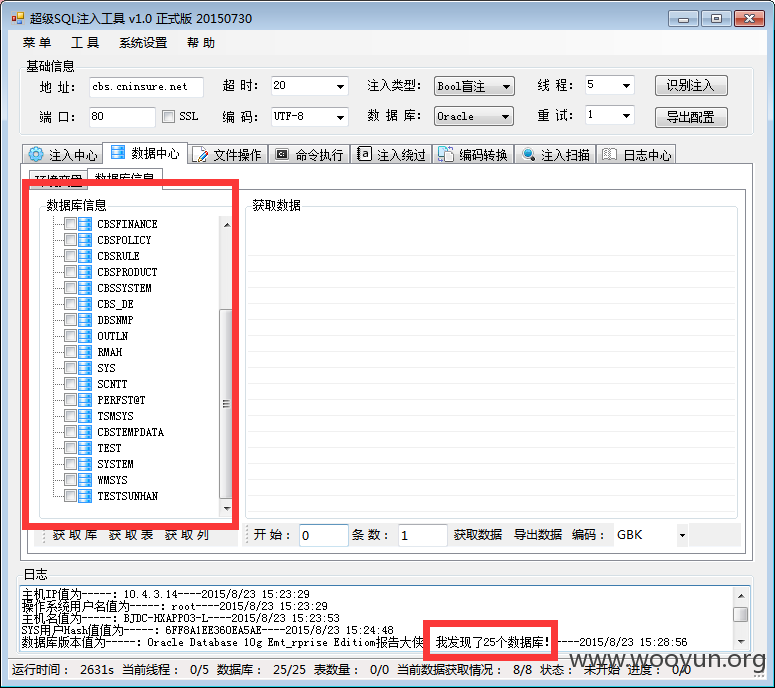 超级SQL注入工具 v1.0 正式版 20150730
菜 单 工 具 系统设置 帮 助
基础信息
地 址: cbs.cninsure.net 超 时: 20 注入类型: Bool盲注 线 程: 5 识别注入
端 口: 80 SSL 编 码: UTF-8 数 据 库: Oracle 重 试: 1 导出配置
注入中心 数据中心 文件操作 命令执行 注入绕过 编码转换 注入扫描 日志中心
环境变量 数据库信息
数据库信息 获取数据
CBSFINANCE
CBSPOLICY
CBSRULE
CBSPRODUCT
CBSSYSTEM
CBS_DE
DBSNMP
OUTLN
RMAH
SYS
SCNTT
PERFST@T
TSMSYS
CBSTEMPDATA
TEST
SYSTEM
WMSYS
TESTSUNHAN
获 取 库 获 取 表 获 取 列 开 始: 0 条 数: 1 获取数据 导出数据 编码: GBK
日志
主机IP值为-----: 10.4.3.14----2015/8/23 15:23:29
操作系统用户名值为-----: root----2015/8/23 15:23:29
主机名值为-----: BJDC-HXAPP03-L----2015/8/23 15:23:53
SYS用户Hash值值为-----: 6FF8A1EE360EA5AE----2015/8/23 15:24:48
数据库版本值为-----: Oracle Database 10g Emt_rprise Edition报告大侠 我发现了25个数据库!----2015/8/23 15:28:56
运行时间: 2631s 当前线程: 0/5 数据库: 25/25 表数量: 0/0 当前数据获取情况: 8/8 状态: 未开始 进度: 0/0
www.wooyun.org